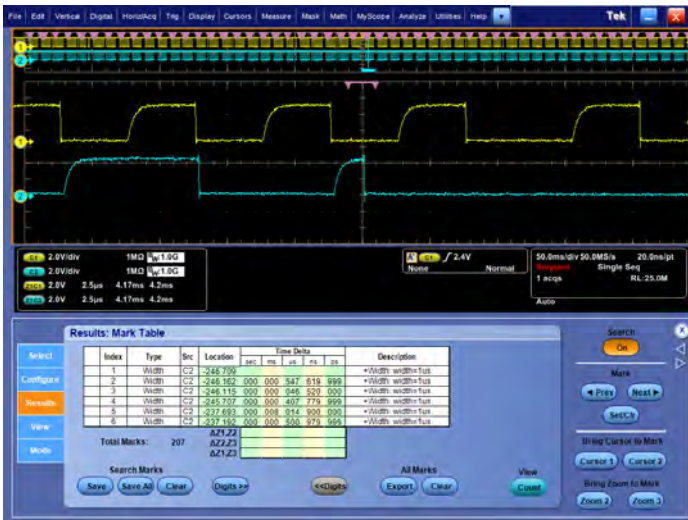 File Edit Vertical Digital Horiz/Acq Trig Display Cursors Measure Mask Math MyScope Analyze Utilities Help Tek
1
2
1
2
C1 2.0V/div 1MΩ BW:1.0G
C2 2.0V/div 1MΩ BW:1.0G
Z1C1 2.0V 2.5µs 4.17ms 4.2ms
Z1C2 2.0V 2.5µs 4.17ms 4.2ms
A' C1 2.4V
None Normal
50.0ms/div 50.0MS/s 20.0ns/pt
Stopped Single Seq
1 acqs RL:25.0M
Auto
Results: Mark Table
Select
Configure
Results
View
Mode
Index Type Src Location Time Delta Description
sec ms us ns ps
1 Width C2 -246.709
2 Width C2 -246.162 000 000 547 619 999 +Width: width=1us
3 Width C2 -246.115 000 000 046 520 000 +Width: width=1us
4 Width C2 -245.707 000 000 407 779 999 +Width: width=1us
5 Width C2 -237.693 000 008 014 900 000 +Width: width=1us
6 Width C2 -237.192 000 000 500 979 999 +Width: width=1us
Total Marks: 207
ΔZ1,Z2
ΔZ2,Z3
ΔZ1,Z3
Search Marks
Save Save All Clear
Digits >>
<<Digits
All Marks
Export Clear
View
Count
Search
On
Mark
Prev Next
Set/Clr
Bring Cursor to Mark
Cursor 1 Cursor 2
Bring Zoom to Mark
Zoom 2 Zoom 3
X